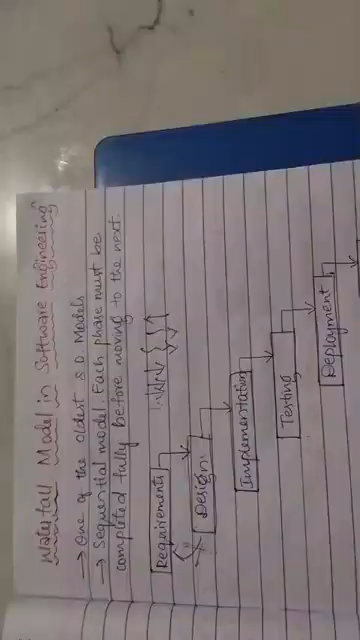 Waterfall Model in Software Engineering
→ One of the oldest S D Models
→ Sequential model. Each phase must be
completed fully before moving to the next.
Requirements
Design
Implementation
Testing
Deployment